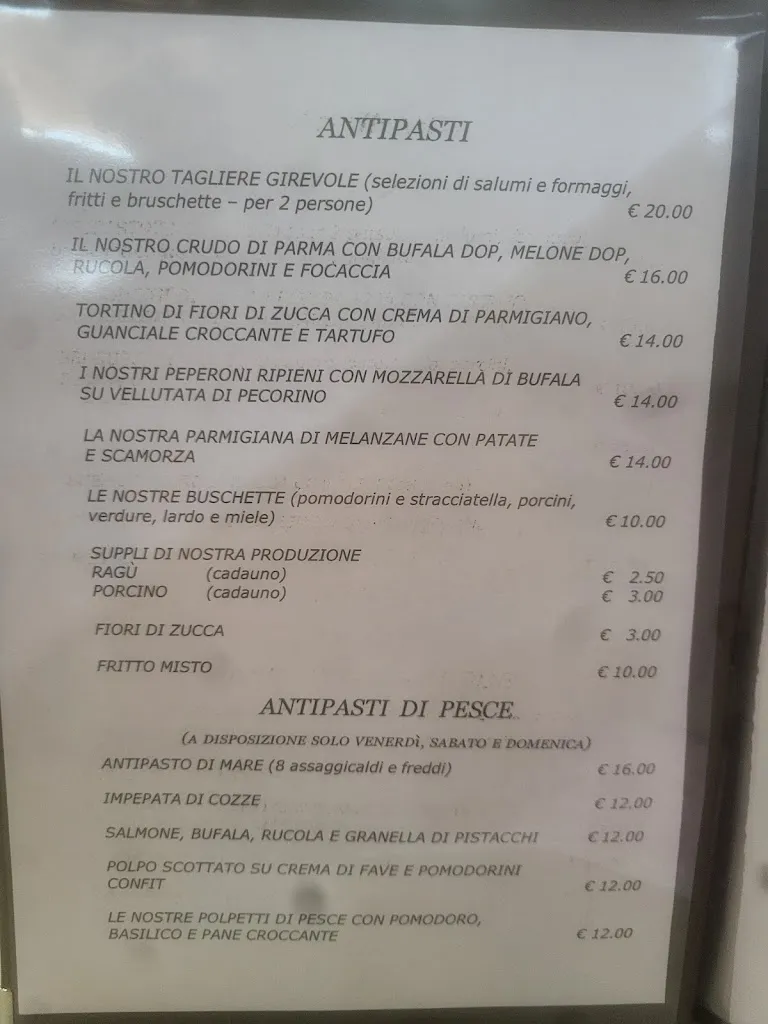 ANTIPASTI
IL NOSTRO TAGLIERE GIREVOLE (selezioni di salumi e formaggi,
fritti e bruschette – per 2 persone) € 20.00
IL NOSTRO CRUDO DI PARMA CON BUFALA DOP, MELONE DOP,
RUCOLA, POMODORINI E FOCACCIA € 16.00
TORTINO DI FIORI DI ZUCCA CON CREMA DI PARMIGIANO,
GUANCIALE CROCCANTE E TARTUFO € 14.00
I NOSTRI PEPERONI RIPIENI CON MOZZARELLA DI BUFALA
SU VELLUTATA DI PECORINO € 14.00
LA NOSTRA PARMIGIANA DI MELANZANE CON PATATE
E SCAMORZA € 14.00
LE NOSTRE BUSCHETTE (pomodorini e stracciatella, porcini,
verdure, lardo e miele) € 10.00
SUPPLI DI NOSTRA PRODUZIONE
RAGÙ (cadauno) € 2.50
PORCINO (cadauno) € 3.00
FIORI DI ZUCCA € 3.00
FRITTO MISTO € 10.00
ANTIPASTI DI PESCE
(A DISPOSIZIONE SOLO VENERDÌ, SABATO E DOMENICA)
ANTIPASTO DI MARE (8 assaggicaldi e freddi) € 16.00
IMPEPATA DI COZZE € 12.00
SALMONE, BUFALA, RUCOLA E GRANELLA DI PISTACCHI € 12.00
POLPO SCOTTATO SU CREMA DI FAVE E POMODORINI
CONFIT € 12.00
LE NOSTRE POLPETTI DI PESCE CON POMODORO,
BASILICO E PANE CROCCANTE € 12.00